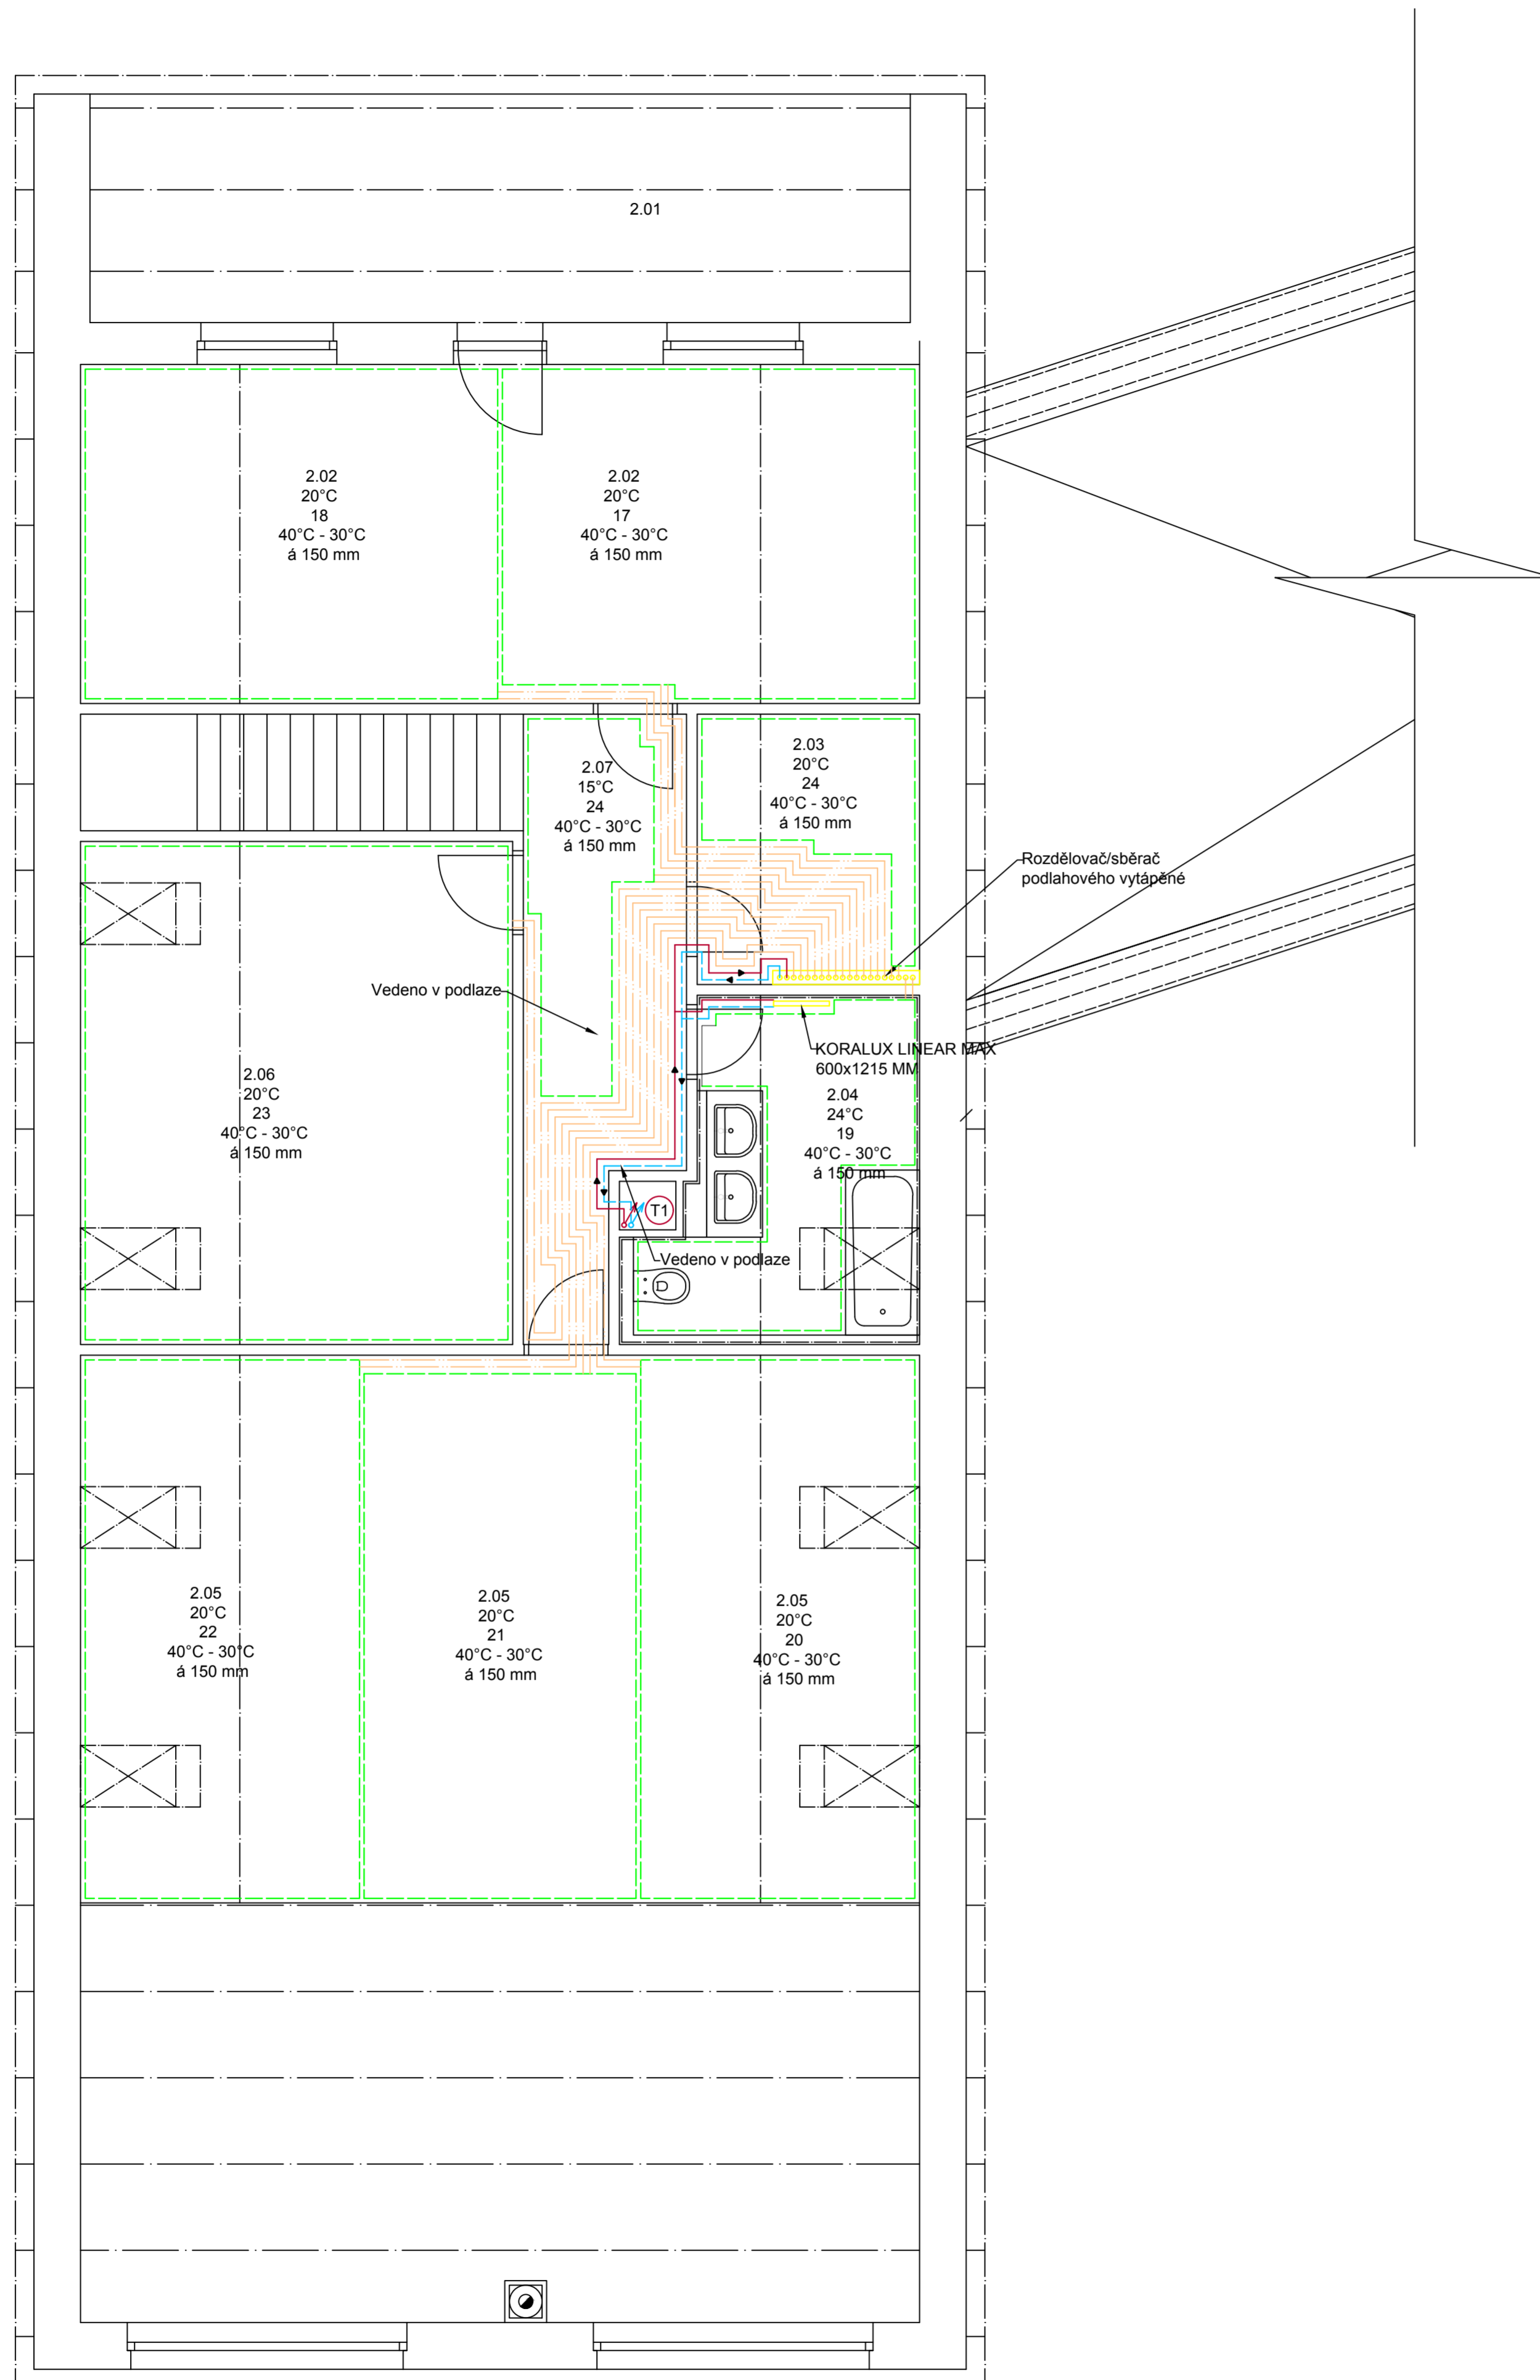 2.01
2.02
20°C
18
40°C - 30°C
á 150 mm
2.02
20°C
17
40°C - 30°C
á 150 mm
2.03
20°C
24
40°C - 30°C
á 150 mm
2.07
15°C
24
40°C - 30°C
á 150 mm
Rozdělovač/sběrač
podlahového vytápěné
Vedeno v podlaze
KORALUX LINEAR MAX
600x1215 MM
2.06
20°C
23
40°C - 30°C
á 150 mm
2.04
24°C
19
40°C - 30°C
á 150 mm
T1
Vedeno v podlaze
2.05
20°C
22
40°C - 30°C
á 150 mm
2.05
20°C
21
40°C - 30°C
á 150 mm
2.05
20°C
20
40°C - 30°C
á 150 mm